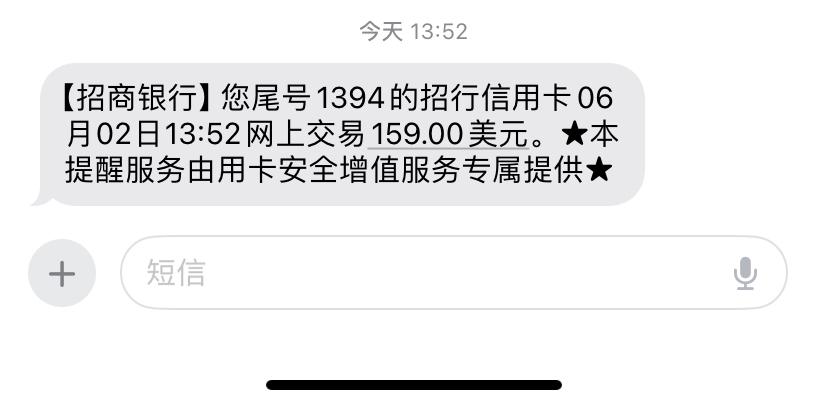 今天 13:52
【招商银行】您尾号1394的招行信用卡06
月02日13:52网上交易159.00美元。★本
提醒服务由用卡安全增值服务专属提供★
短信